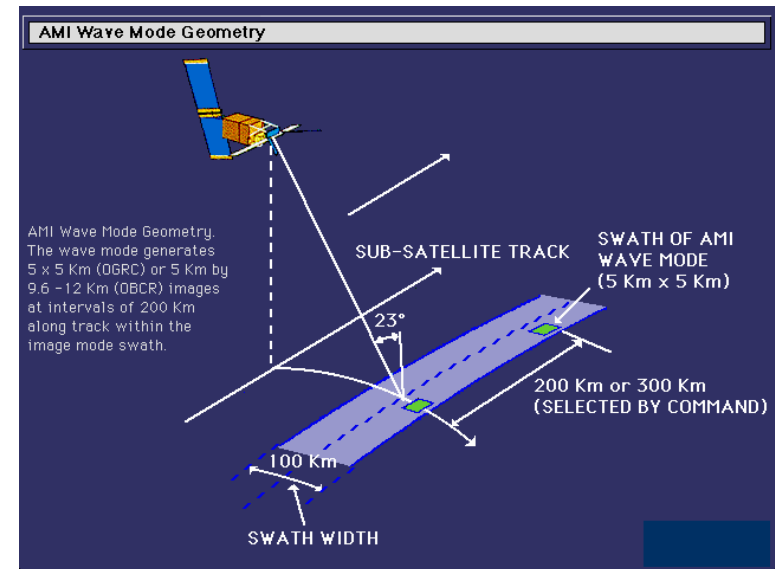 AMI Wave Mode Geometry
AMI Wave Mode Geometry.
The wave mode generates
5 x 5 Km (OGRC) or 5 Km by
9.6 -12 Km (OBCR) images
at intervals of 200 Km
along track within the
image mode swath.
SUB-SATELLITE TRACK
SWATH OF AMI
WAVE MODE
(5 Km x 5 Km)
23°
200 Km or 300 Km
(SELECTED BY COMMAND)
100 Km
SWATH WIDTH